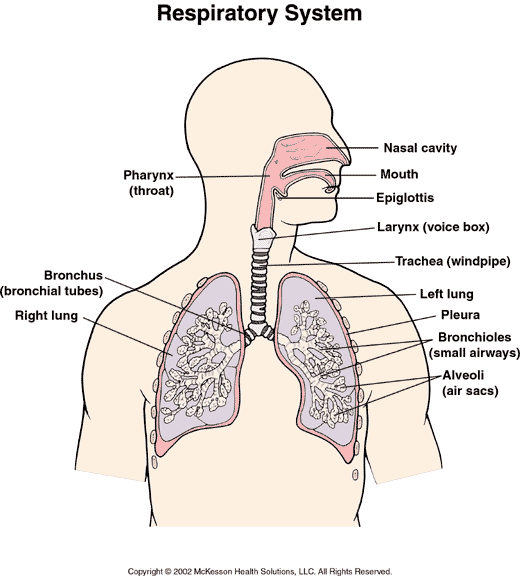 Respiratory System
Nasal cavity
Mouth
Pharynx
(throat)
Epiglottis
Larynx (voice box)
Trachea (windpipe)
Bronchus
(bronchial tubes)
Left lung
Right lung
Pleura
Bronchioles
(small airways)
Alveoli
(air sacs)
Copyright © 2002 McKesson Health Solutions, LLC. All Rights Reserved.